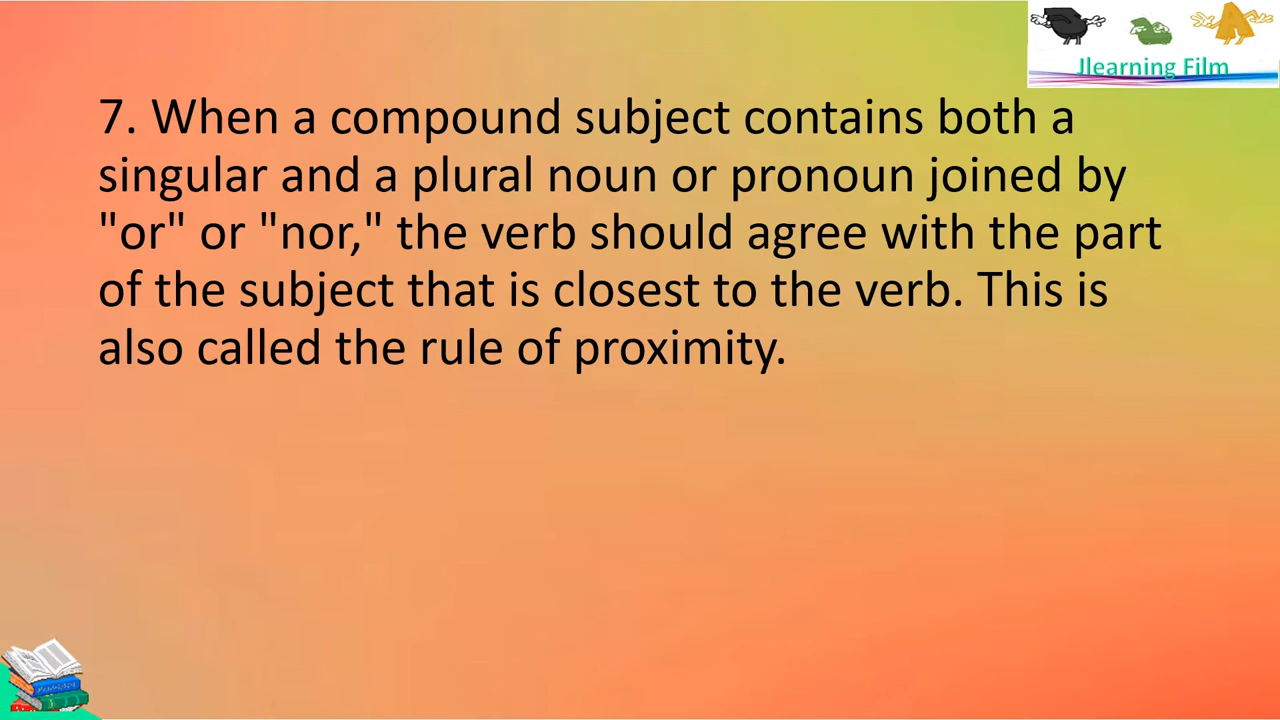 Jlearning Film
7. When a compound subject contains both a
singular and a plural noun or pronoun joined by
"or" or "nor," the verb should agree with the part
of the subject that is closest to the verb. This is
also called the rule of proximity.